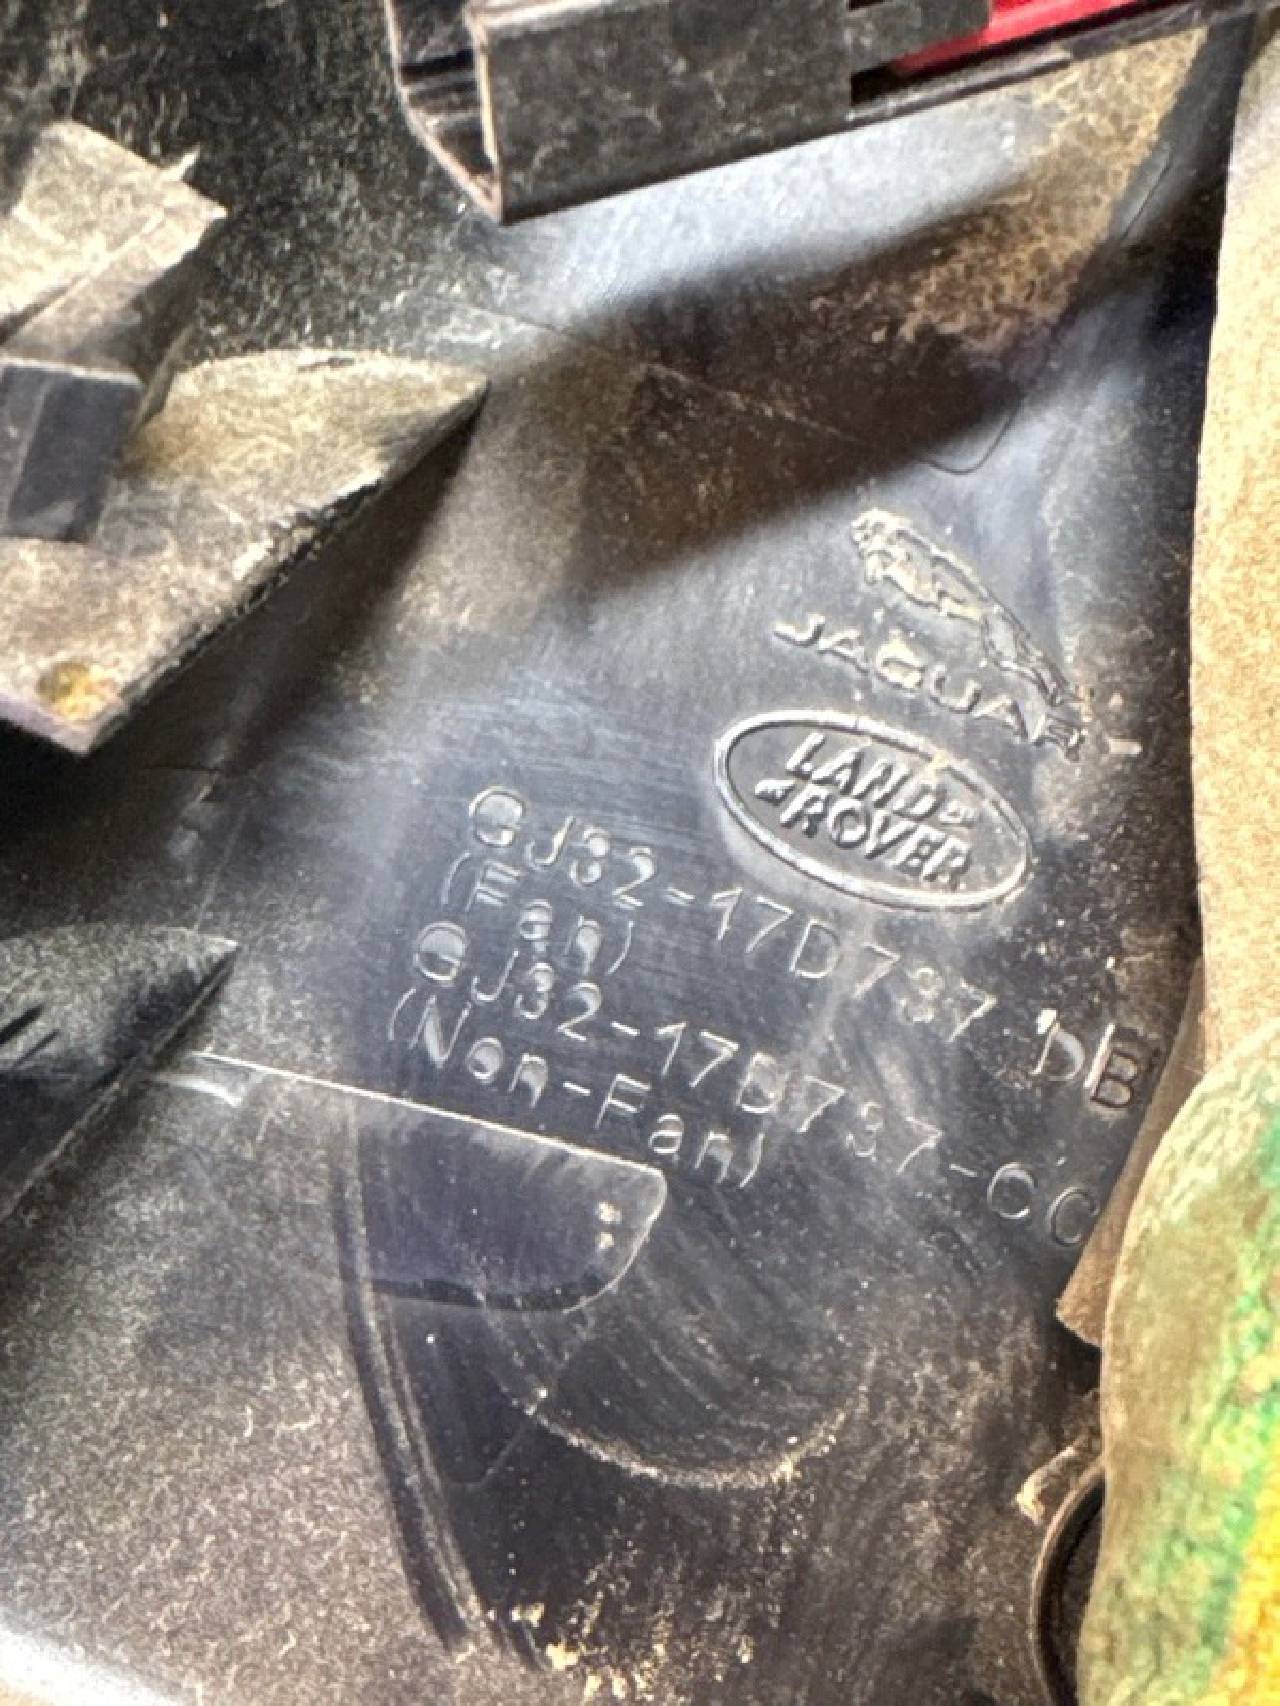 JAGUAR
LAND
ROVER
GJ32-17D737 DB
(Fan)
GJ32-17D737-CC
(Non-Fan)